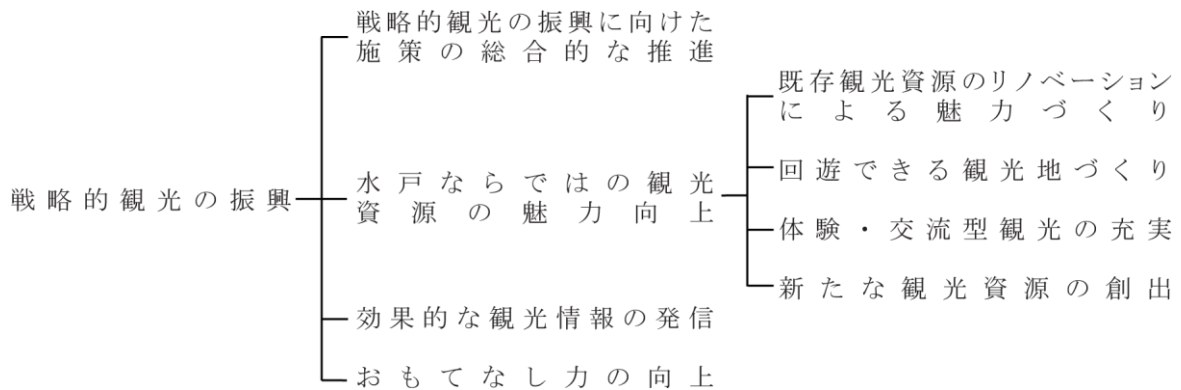 戦略的観光の振興
戦略的観光の振興に向けた
施策の総合的な推進
水戸ならではの観光
資源の魅力向上
既存観光資源のリノベーション
による魅力づくり
回遊できる観光地づくり
体験・交流型観光の充実
新たな観光資源の創出
効果的な観光情報の発信
おもてなし力の向上